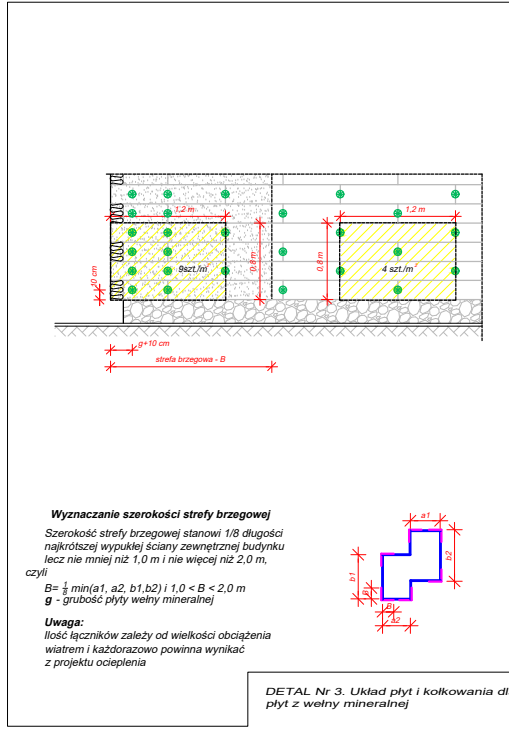 1,2 m
1,2 m
9szt./m²
0,8 m
0,8 m
4 szt./m²
10 cm
g+10 cm
strefa brzegowa - B
Wyznaczanie szerokości strefy brzegowej
Szerokość strefy brzegowej stanowi 1/8 długości
najkrótszej wypukłej ściany zewnętrznej budynku
lecz nie mniej niż 1,0 m i nie więcej niż 2,0 m,
czyli
B= 1/8 min(a1, a2, b1,b2) i 1,0 < B < 2,0 m
g - grubość płyty wełny mineralnej
Uwaga:
Ilość łączników zależy od wielkości obciążenia
wiatrem i każdorazowo powinna wynikać
z projektu ocieplenia
a1
b1
b2
B
B
a2
DETAL Nr 3. Układ płyt i kołkowania dl
płyt z wełny mineralnej